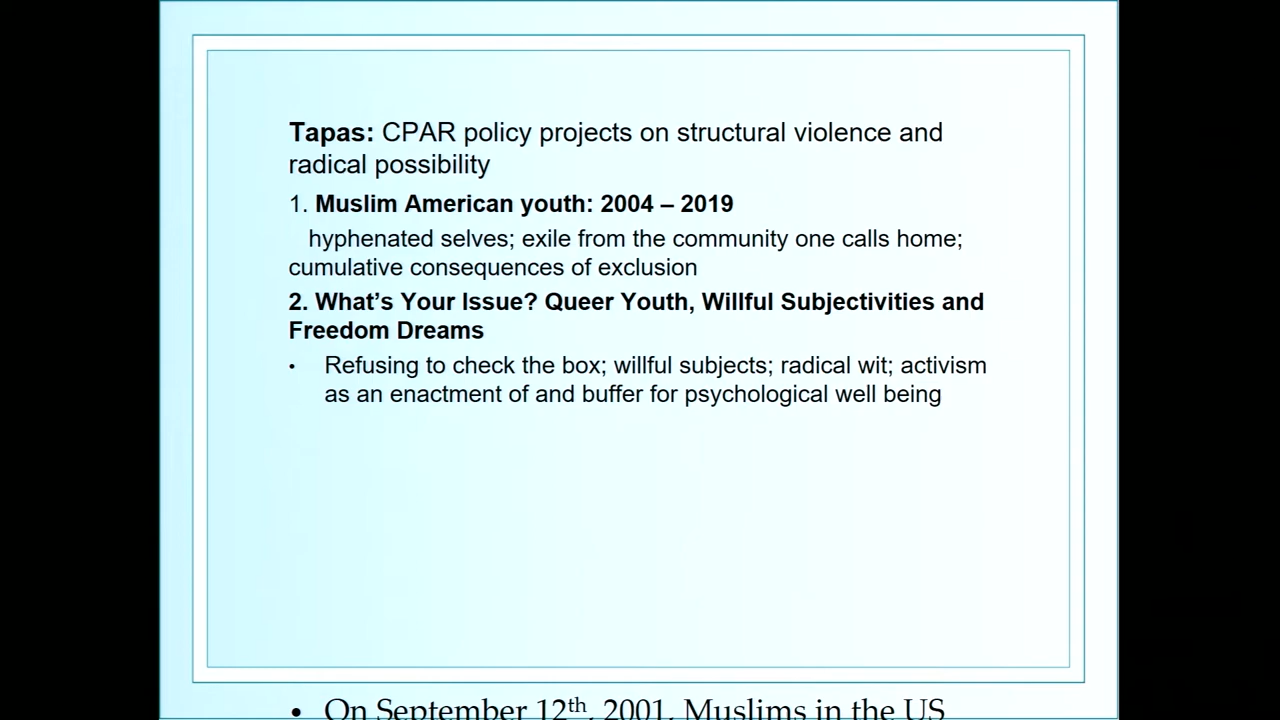 Tapas: CPAR policy projects on structural violence and
radical possibility
1. Muslim American youth: 2004 – 2019
hyphenated selves; exile from the community one calls home;
cumulative consequences of exclusion
2. What's Your Issue? Queer Youth, Willful Subjectivities and
Freedom Dreams
• Refusing to check the box; willful subjects; radical wit; activism
as an enactment of and buffer for psychological well being
• On September 12th, 2001, Muslims in the US